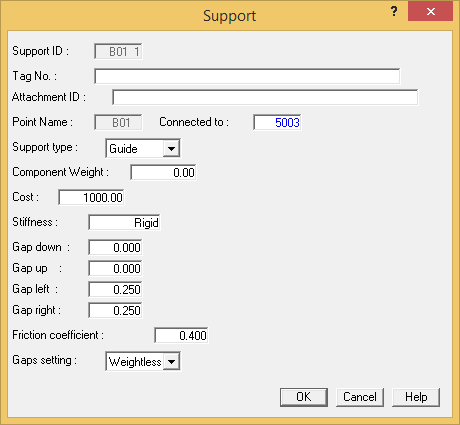 Support
? ×
Support ID : B01 1
Tag No. :
Attachment ID :
Point Name : B01 Connected to : 5003
Support type : Guide
Component Weight : 0.00
Cost : 1000.00
Stiffness : Rigid
Gap down : 0.000
Gap up : 0.000
Gap left : 0.250
Gap right : 0.250
Friction coefficient : 0.400
Gaps setting : Weightless
OK Cancel Help